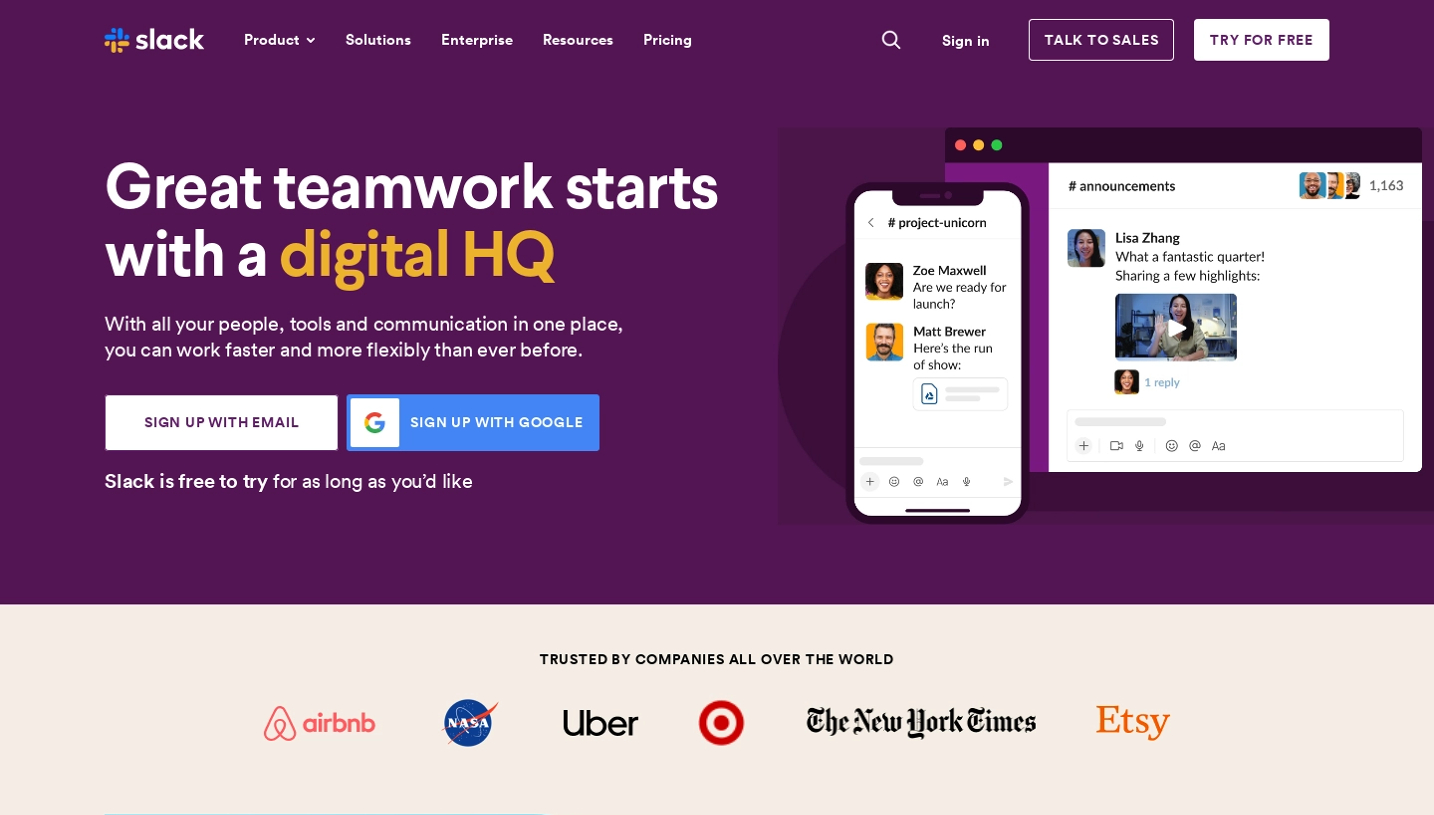 slack
Product
Solutions
Enterprise
Resources
Pricing
Sign in
TALK TO SALES
TRY FOR FREE
Great teamwork starts
with a digital HQ
With all your people, tools and communication in one place,
you can work faster and more flexibly than ever before.
SIGN UP WITH EMAIL
SIGN UP WITH GOOGLE
Slack is free to try for as long as you’d like
# project-unicorn
Zoe Maxwell
Are we ready for
launch?
Matt Brewer
Here’s the run
of show:
Aa
# announcements
1,163
Lisa Zhang
What a fantastic quarter!
Sharing a few highlights:
1 reply
Aa
TRUSTED BY COMPANIES ALL OVER THE WORLD
airbnb
NASA
Uber
The New York Times
Etsy